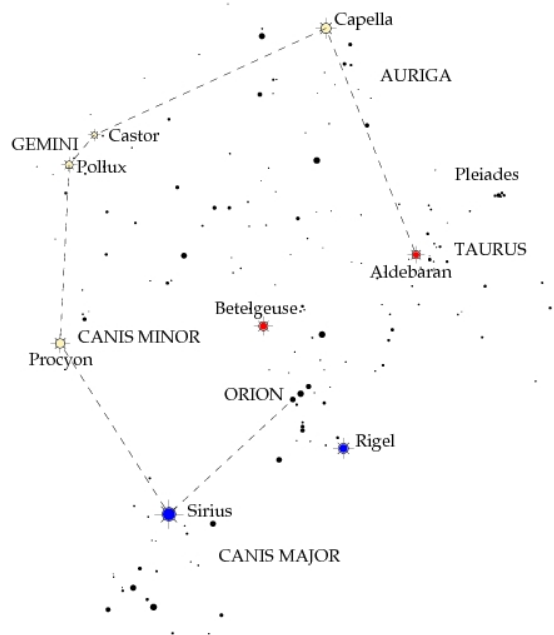 Capella
AURIGA
Castor
GEMINI
Pollux
Pleiades
TAURUS
Aldebaran
Betelgeuse
CANIS MINOR
Procyon
ORION
Rigel
Sirius
CANIS MAJOR